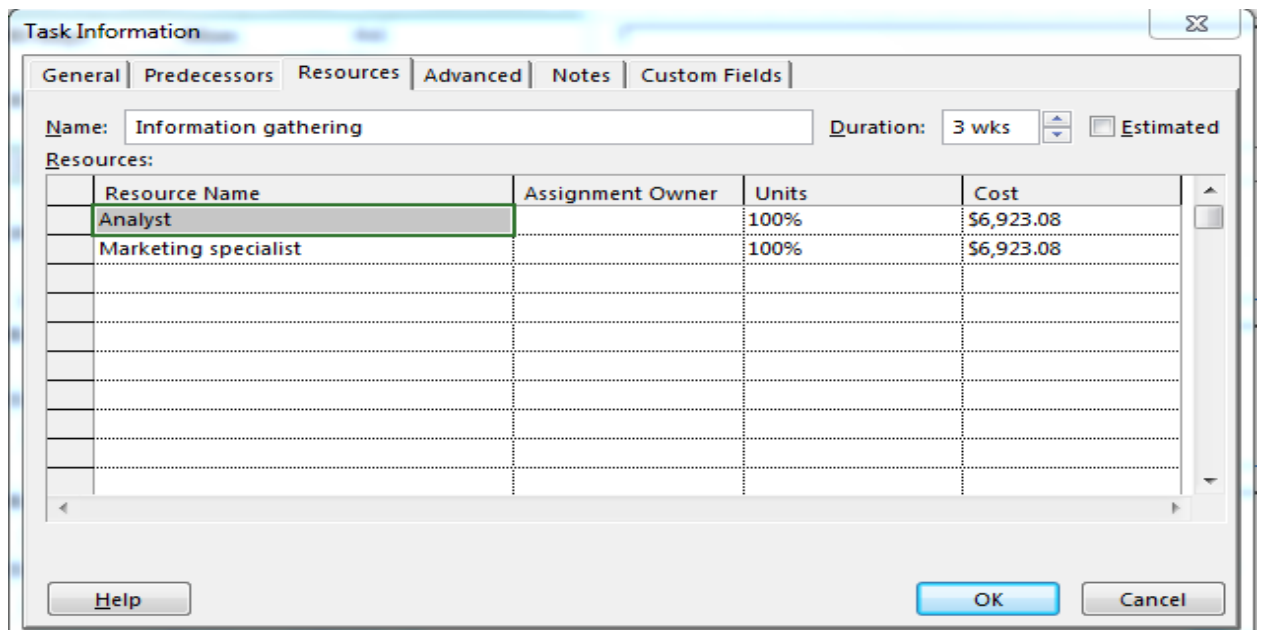 Task Information
General Predecessors Resources Advanced Notes Custom Fields
Name: Information gathering Duration: 3 wks Estimated
Resources:
Resource Name Assignment Owner Units Cost
Analyst 100% $6,923.08
Marketing specialist 100% $6,923.08
Help OK Cancel